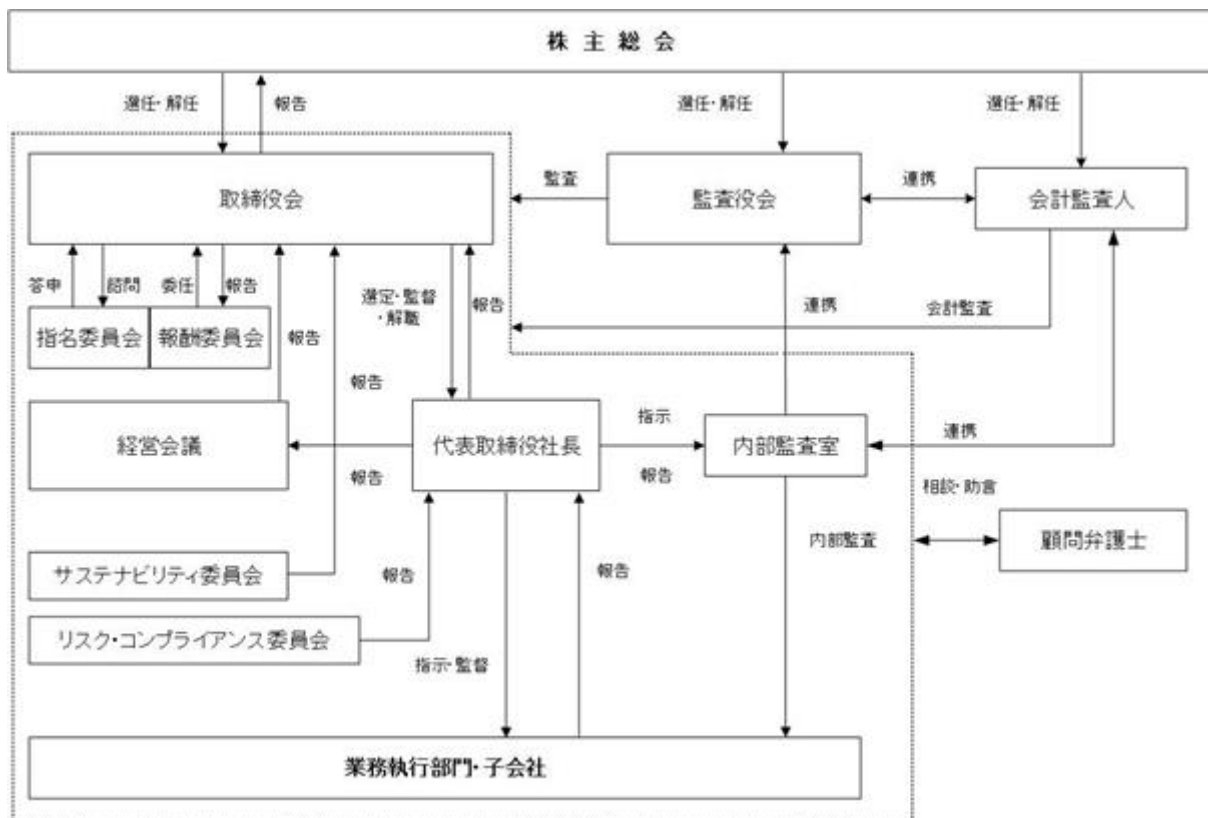 株主総会
選任・解任
報告
選任・解任
選任・解任
取締役会
監査
監査役会
連携
会計監査人
答申
諮問
委任
報告
選定・監督
・解職
報告
連携
会計監査
指名委員会
報酬委員会
報告
報告
経営会議
代表取締役社長
指示
内部監査室
連携
報告
報告
相談・助言
サステナビリティ委員会
報告
報告
内部監査
顧問弁護士
リスク・コンプライアンス委員会
指示・監督
業務執行部門・子会社